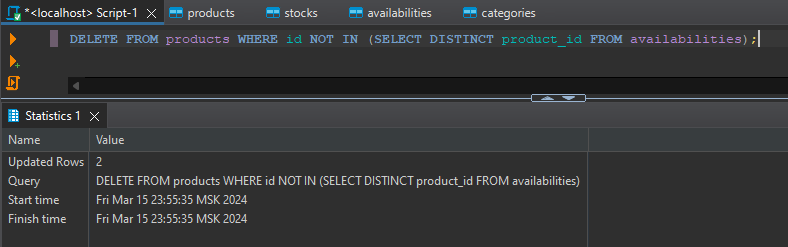 *<localhost> Script-1 products stocks availabilities categories
DELETE FROM products WHERE id NOT IN (SELECT DISTINCT product_id FROM availabilities);
Statistics 1
Name Value
Updated Rows 2
Query DELETE FROM products WHERE id NOT IN (SELECT DISTINCT product_id FROM availabilities)
Start time Fri Mar 15 23:55:35 MSK 2024
Finish time Fri Mar 15 23:55:35 MSK 2024